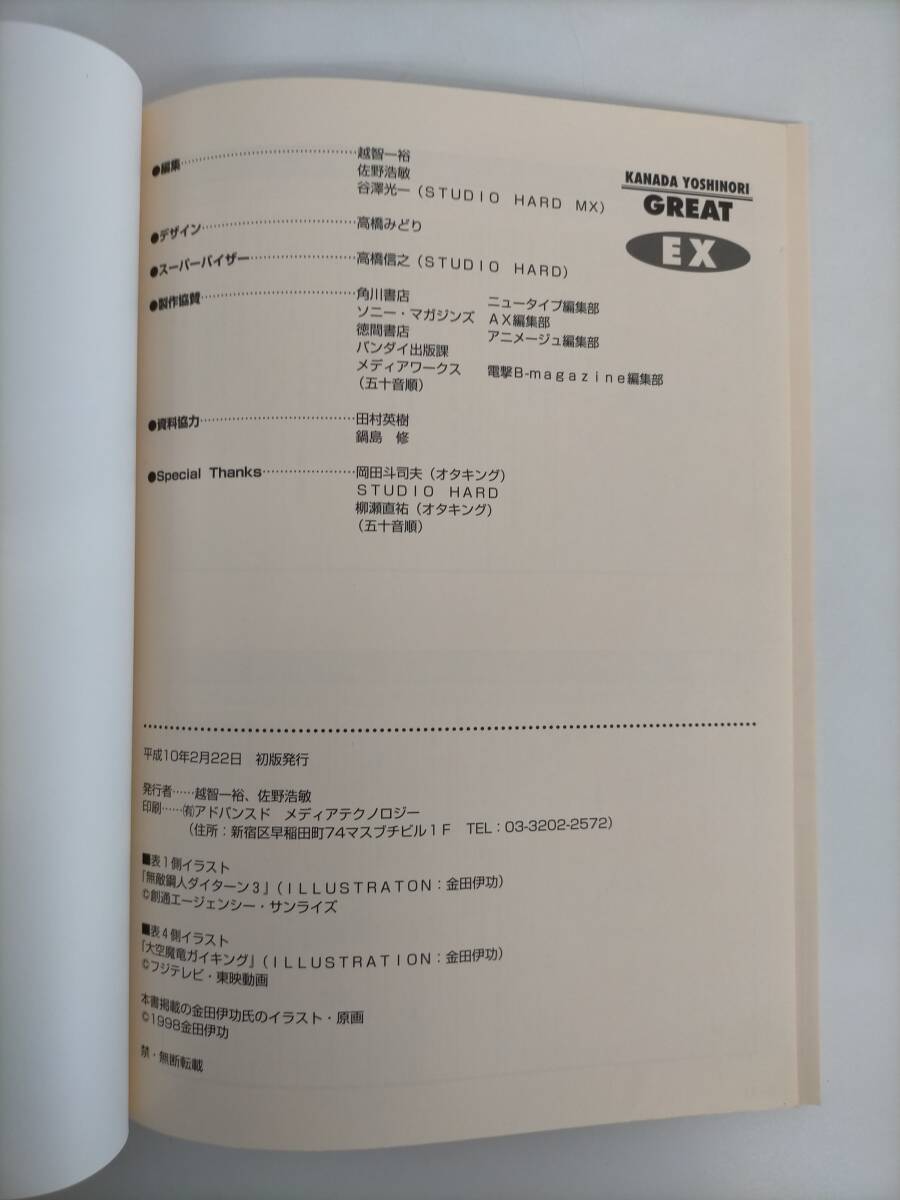 KANADA YOSHINORI
GREAT
EX
●編集……………………………越智一裕
佐野浩敏
谷澤光一（ＳＴＵＤＩＯ　ＨＡＲＤ　ＭＸ）
●デザイン……………………………高橋みどり
●スーパーバイザー…………………高橋信之（ＳＴＵＤＩＯ　ＨＡＲＤ）
●製作協賛……………………………角川書店　ニュータイプ編集部
ソニー・マガジンズ　ＡＸ編集部
徳間書店　アニメージュ編集部
バンダイ出版課
メディアワークス　電撃Ｂ-ｍａｇａｚｉｎｅ編集部
（五十音順）
●資料協力……………………………田村英樹
鍋島　修
●Special Thanks…………………岡田斗司夫（オタキング）
ＳＴＵＤＩＯ　ＨＡＲＤ
柳瀬直祐（オタキング）
（五十音順）
平成10年2月22日　初版発行
発行者……越智一裕、佐野浩敏
印刷……㈲アドバンスド　メディアテクノロジー
（住所：新宿区早稲田町74マスブチビル１Ｆ　TEL：03-3202-2572）
■表１側イラスト
『無敵鋼人ダイターン３』（ＩＬＬＵＳＴＲＡＴＯＮ：金田伊功）
©創通エージェンシー・サンライズ
■表４側イラスト
『大空魔竜ガイキング』（ＩＬＬＵＳＴＲＡＴＩＯＮ：金田伊功）
©フジテレビ・東映動画
本書掲載の金田伊功氏のイラスト・原画
©1998金田伊功
禁・無断転載